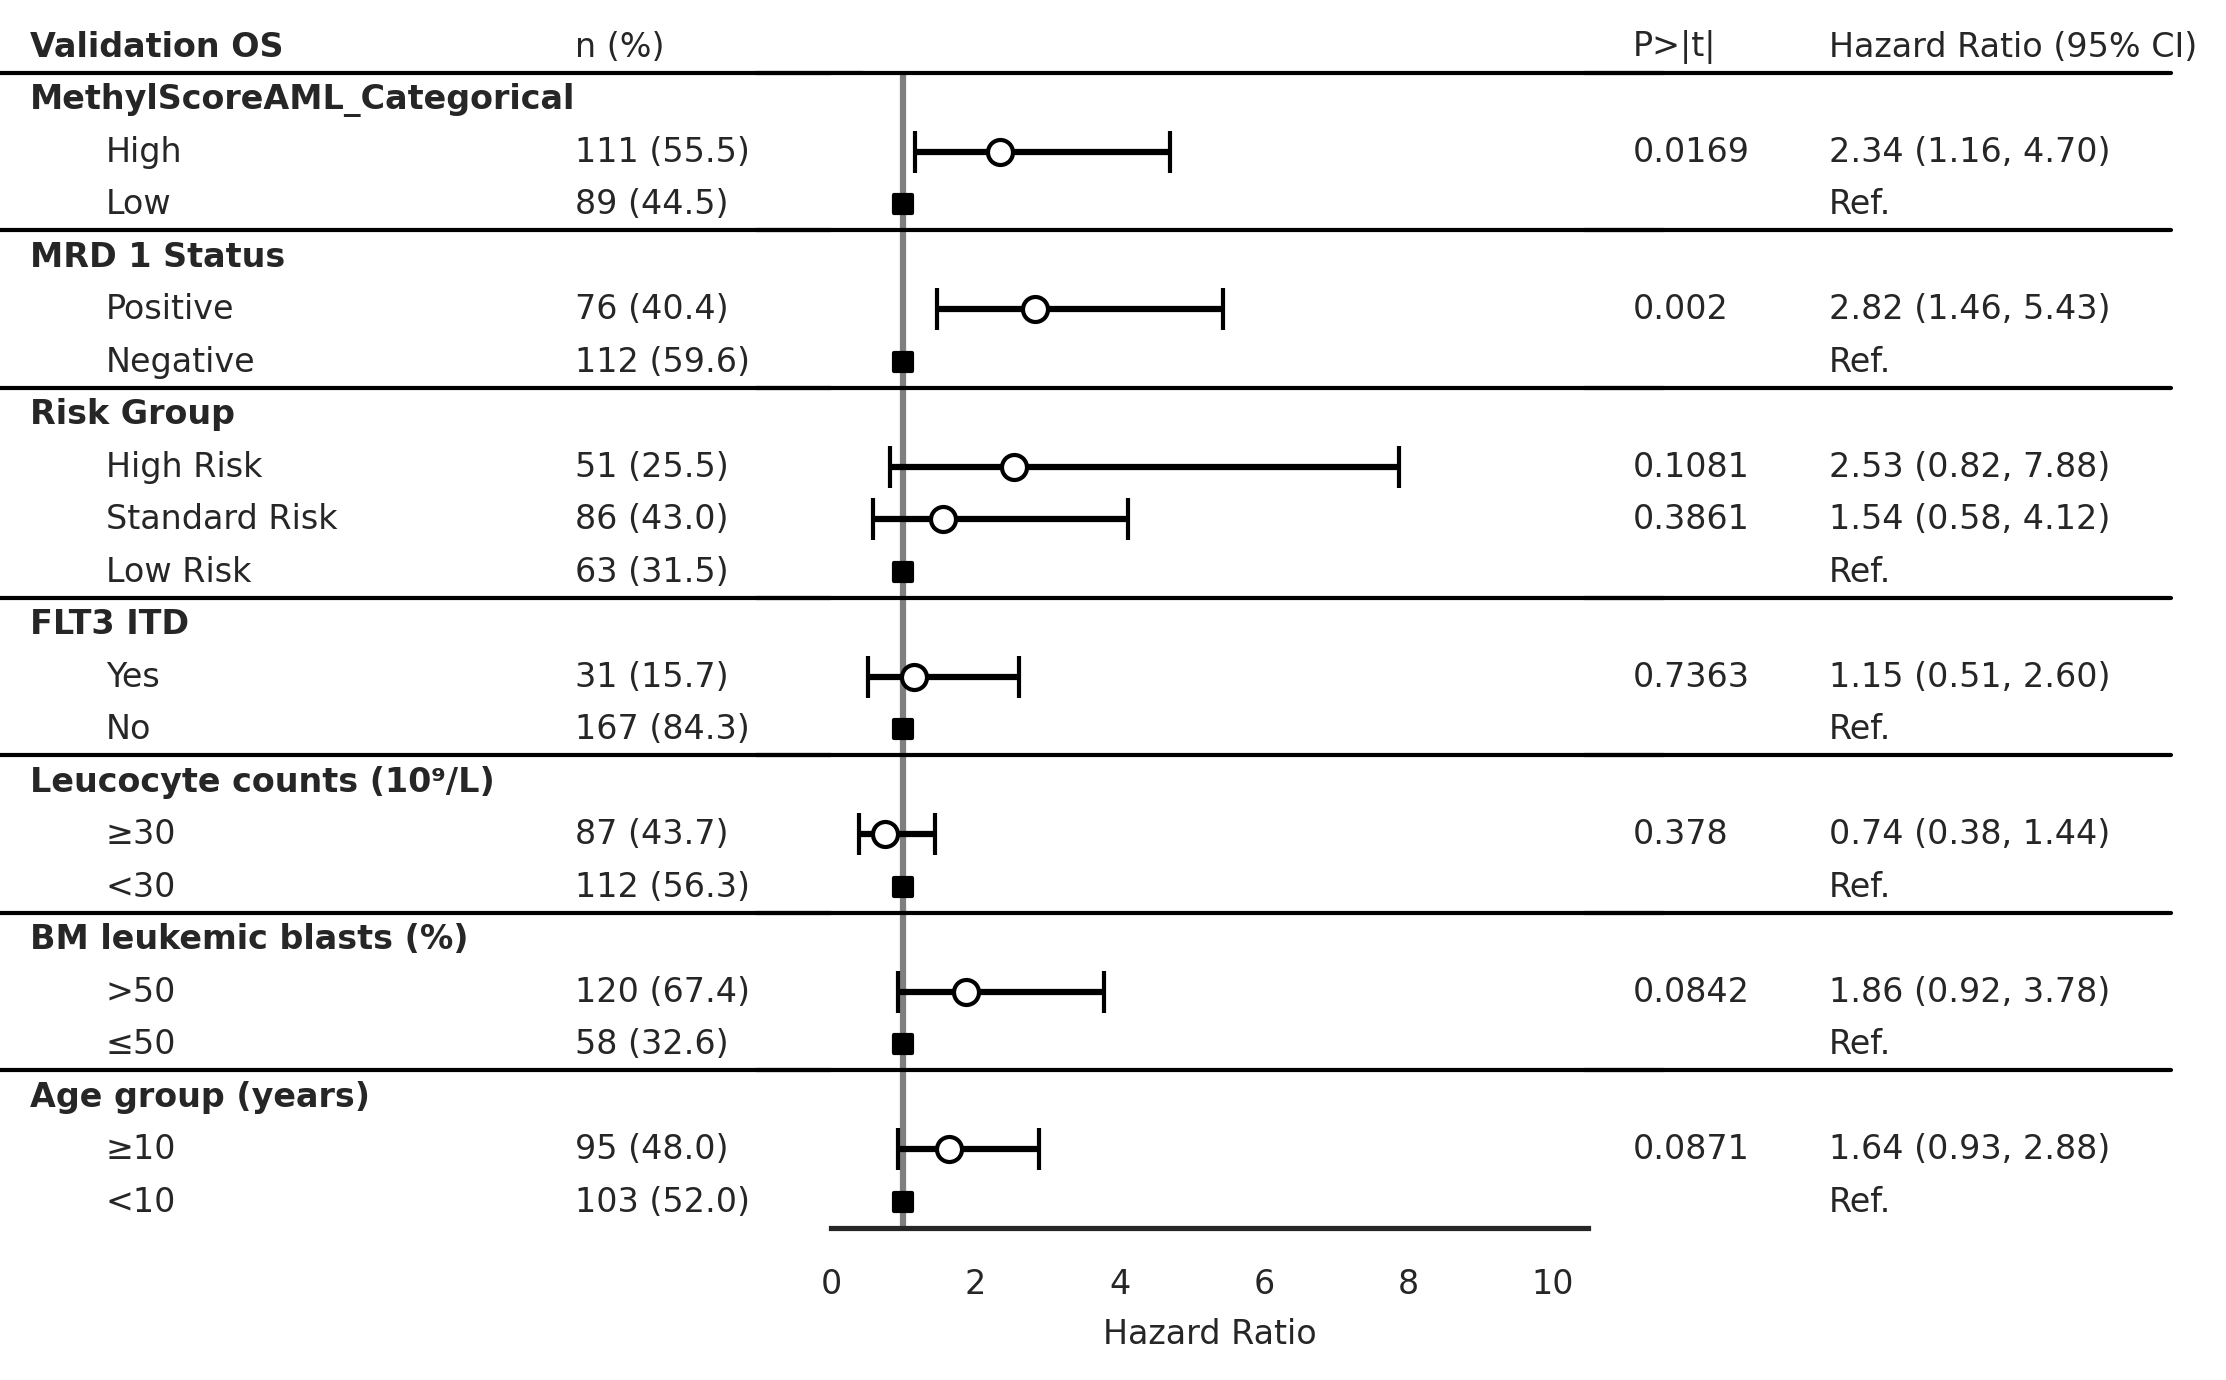 Validation OS n (%) P>|t| Hazard Ratio (95% CI)
MethylScoreAML_Categorical
High 111 (55.5) 0.0169 2.34 (1.16, 4.70)
Low 89 (44.5) Ref.
MRD 1 Status
Positive 76 (40.4) 0.002 2.82 (1.46, 5.43)
Negative 112 (59.6) Ref.
Risk Group
High Risk 51 (25.5) 0.1081 2.53 (0.82, 7.88)
Standard Risk 86 (43.0) 0.3861 1.54 (0.58, 4.12)
Low Risk 63 (31.5) Ref.
FLT3 ITD
Yes 31 (15.7) 0.7363 1.15 (0.51, 2.60)
No 167 (84.3) Ref.
Leucocyte counts (10⁹/L)
≥30 87 (43.7) 0.378 0.74 (0.38, 1.44)
<30 112 (56.3) Ref.
BM leukemic blasts (%)
>50 120 (67.4) 0.0842 1.86 (0.92, 3.78)
≤50 58 (32.6) Ref.
Age group (years)
≥10 95 (48.0) 0.0871 1.64 (0.93, 2.88)
<10 103 (52.0) Ref.
0 2 4 6 8 10
Hazard Ratio